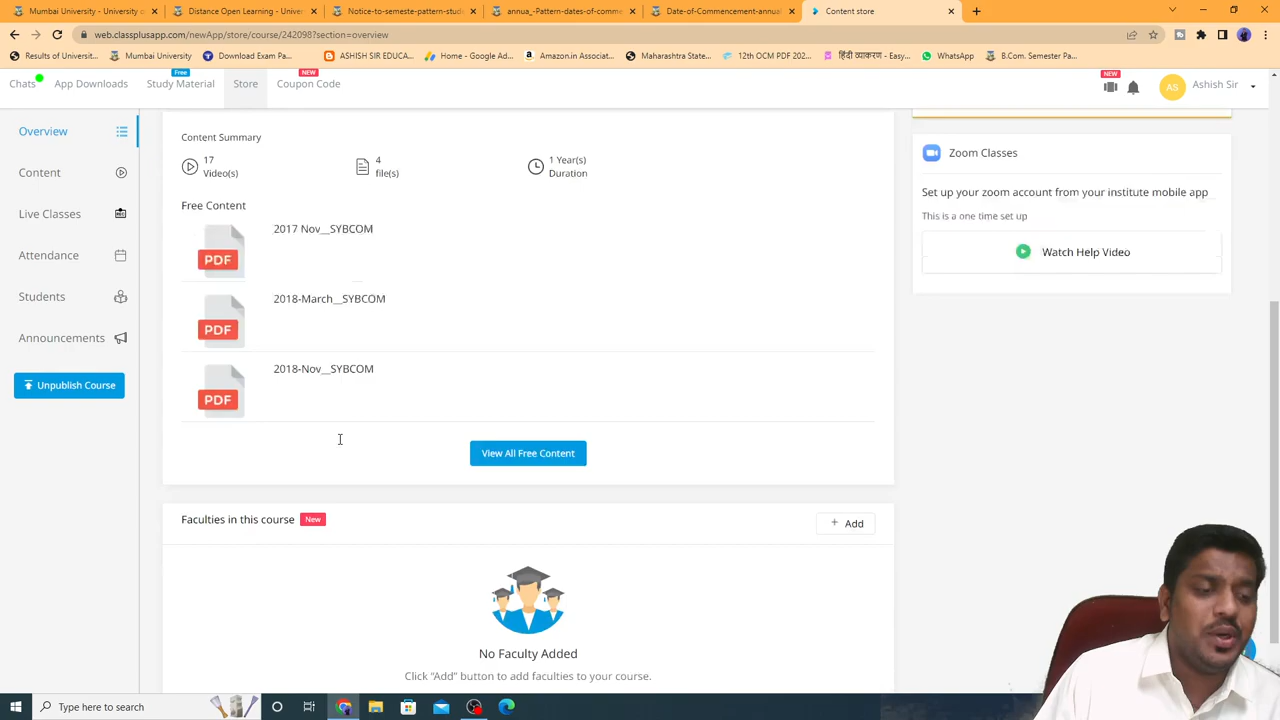 Mumbai University - University o
Distance Open Learning - Univer
Notice-to-semeste-pattern-stud
annua_-Pattern-dates-of-comme
Date-of-Commencement-annual
Content store
web.classplusapp.com/newApp/store/course/242098?section=overview
Results of Universit...
Mumbai University
Download Exam Pa...
ASHISH SIR EDUCA...
Home - Google Ad...
Amazon.in Associat...
Maharashtra State...
12th OCM PDF 202...
हिंदी व्याकरण - Easy...
WhatsApp
B.Com. Semester Pa...
Chats
App Downloads
Free
Study Material
Store
NEW
Coupon Code
NEW
AS
Ashish Sir
Overview
Content
Live Classes
Attendance
Students
Announcements
Unpublish Course
Content Summary
17
Video(s)
4
file(s)
1 Year(s)
Duration
Free Content
PDF
2017 Nov__SYBCOM
PDF
2018-March__SYBCOM
PDF
2018-Nov__SYBCOM
View All Free Content
Faculties in this course New
+ Add
No Faculty Added
Click "Add" button to add faculties to your course.
Zoom Classes
Set up your zoom account from your institute mobile app
This is a one time set up
Watch Help Video
Type here to search